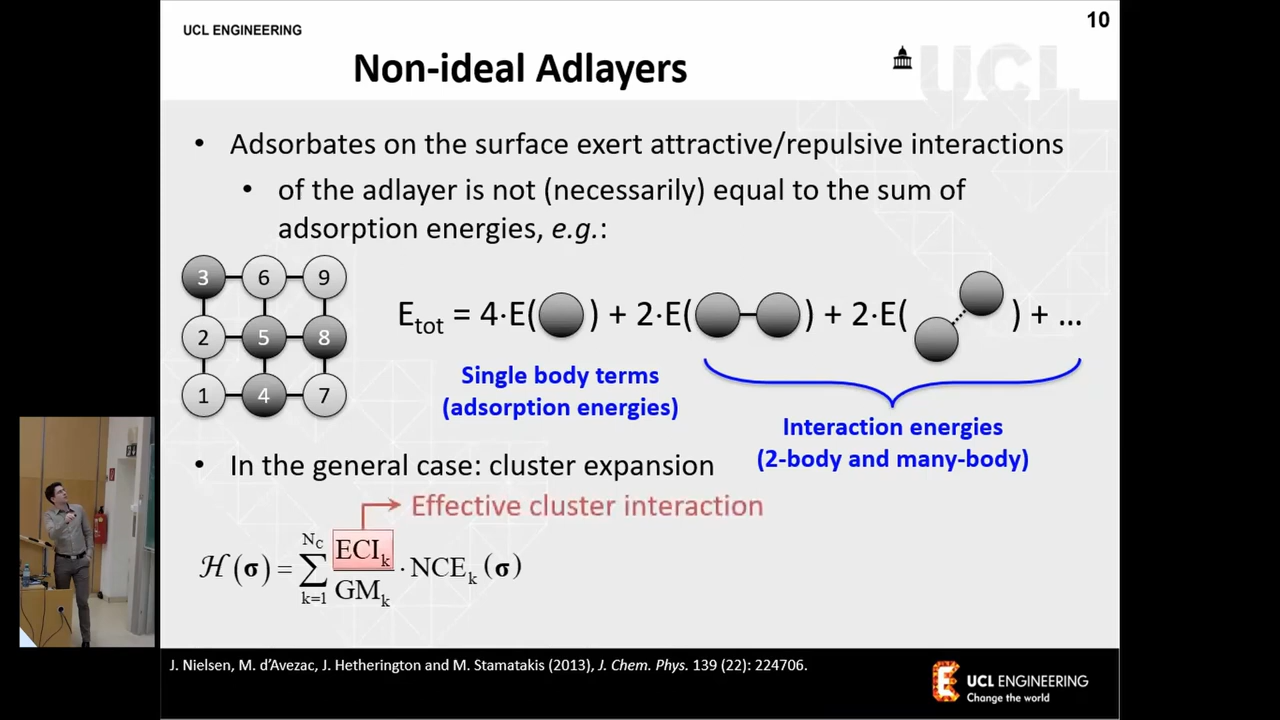 UCL ENGINEERING
10
Non-ideal Adlayers
UCL
• Adsorbates on the surface exert attractive/repulsive interactions
• of the adlayer is not (necessarily) equal to the sum of
adsorption energies, e.g.:
3 6 9
2 5 8
1 4 7
E_tot = 4·E( ) + 2·E( ) + 2·E( ) + ...
Single body terms
(adsorption energies)
Interaction energies
(2-body and many-body)
• In the general case: cluster expansion
Effective cluster interaction
ℋ(σ) = ∑_{k=1}^{N_C} ECI_k / GM_k · NCE_k (σ)
J. Nielsen, M. d'Avezac, J. Hetherington and M. Stamatakis (2013), J. Chem. Phys. 139 (22): 224706.
UCL ENGINEERING
Change the world